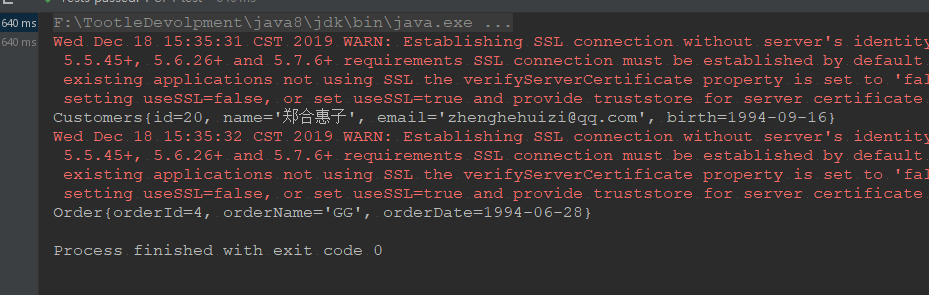 640 ms F:\TootleDevolpment\java8\jdk\bin\java.exe ...
640 ms Wed Dec 18 15:35:31 CST 2019 WARN: Establishing SSL connection without server's identity
5.5.45+, 5.6.26+ and 5.7.6+ requirements SSL connection must be established by default
existing applications not using SSL the verifyServerCertificate property is set to 'fal
setting useSSL=false, or set useSSL=true and provide truststore for server certificate
Customers{id=20, name='郑合惠子', email='zhenghehuizi@qq.com', birth=1994-09-16}
Wed Dec 18 15:35:32 CST 2019 WARN: Establishing SSL connection without server's identity
5.5.45+, 5.6.26+ and 5.7.6+ requirements SSL connection must be established by default
existing applications not using SSL the verifyServerCertificate property is set to 'fal
setting useSSL=false, or set useSSL=true and provide truststore for server certificate
Order{orderId=4, orderName='GG', orderDate=1994-06-28}
Process finished with exit code 0